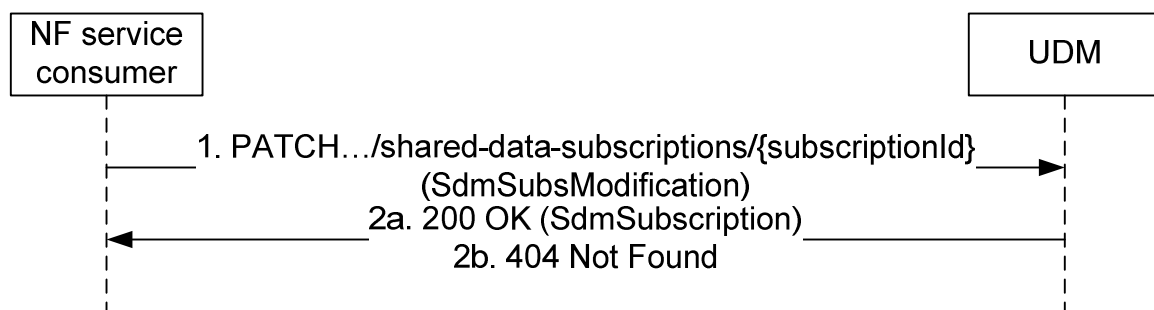 NF service
consumer
UDM
1. PATCH…/shared-data-subscriptions/{subscriptionId}
(SdmSubsModification)
2a. 200 OK (SdmSubscription)
2b. 404 Not Found